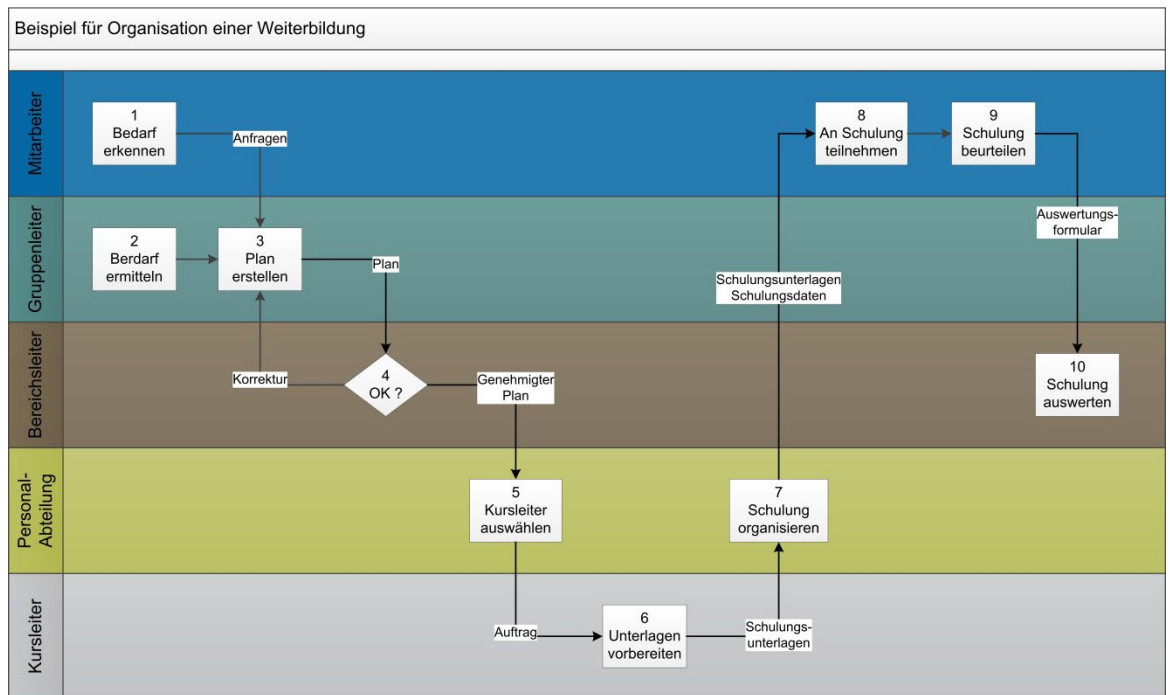 Beispiel für Organisation einer Weiterbildung
Mitarbeiter
1
Bedarf
erkennen
Anfragen
8
An Schulung
teilnehmen
9
Schulung
beurteilen
Gruppenleiter
2
Berdarf
ermitteln
3
Plan
erstellen
Plan
Schulungsunterlagen
Schulungsdaten
Auswertungs-
formular
Bereichsleiter
Korrektur
4
OK ?
Genehmigter
Plan
10
Schulung
auswerten
Personal-
Abteilung
5
Kursleiter
auswählen
7
Schulung
organisieren
Kursleiter
Auftrag
6
Unterlagen
vorbereiten
Schulungs-
unterlagen